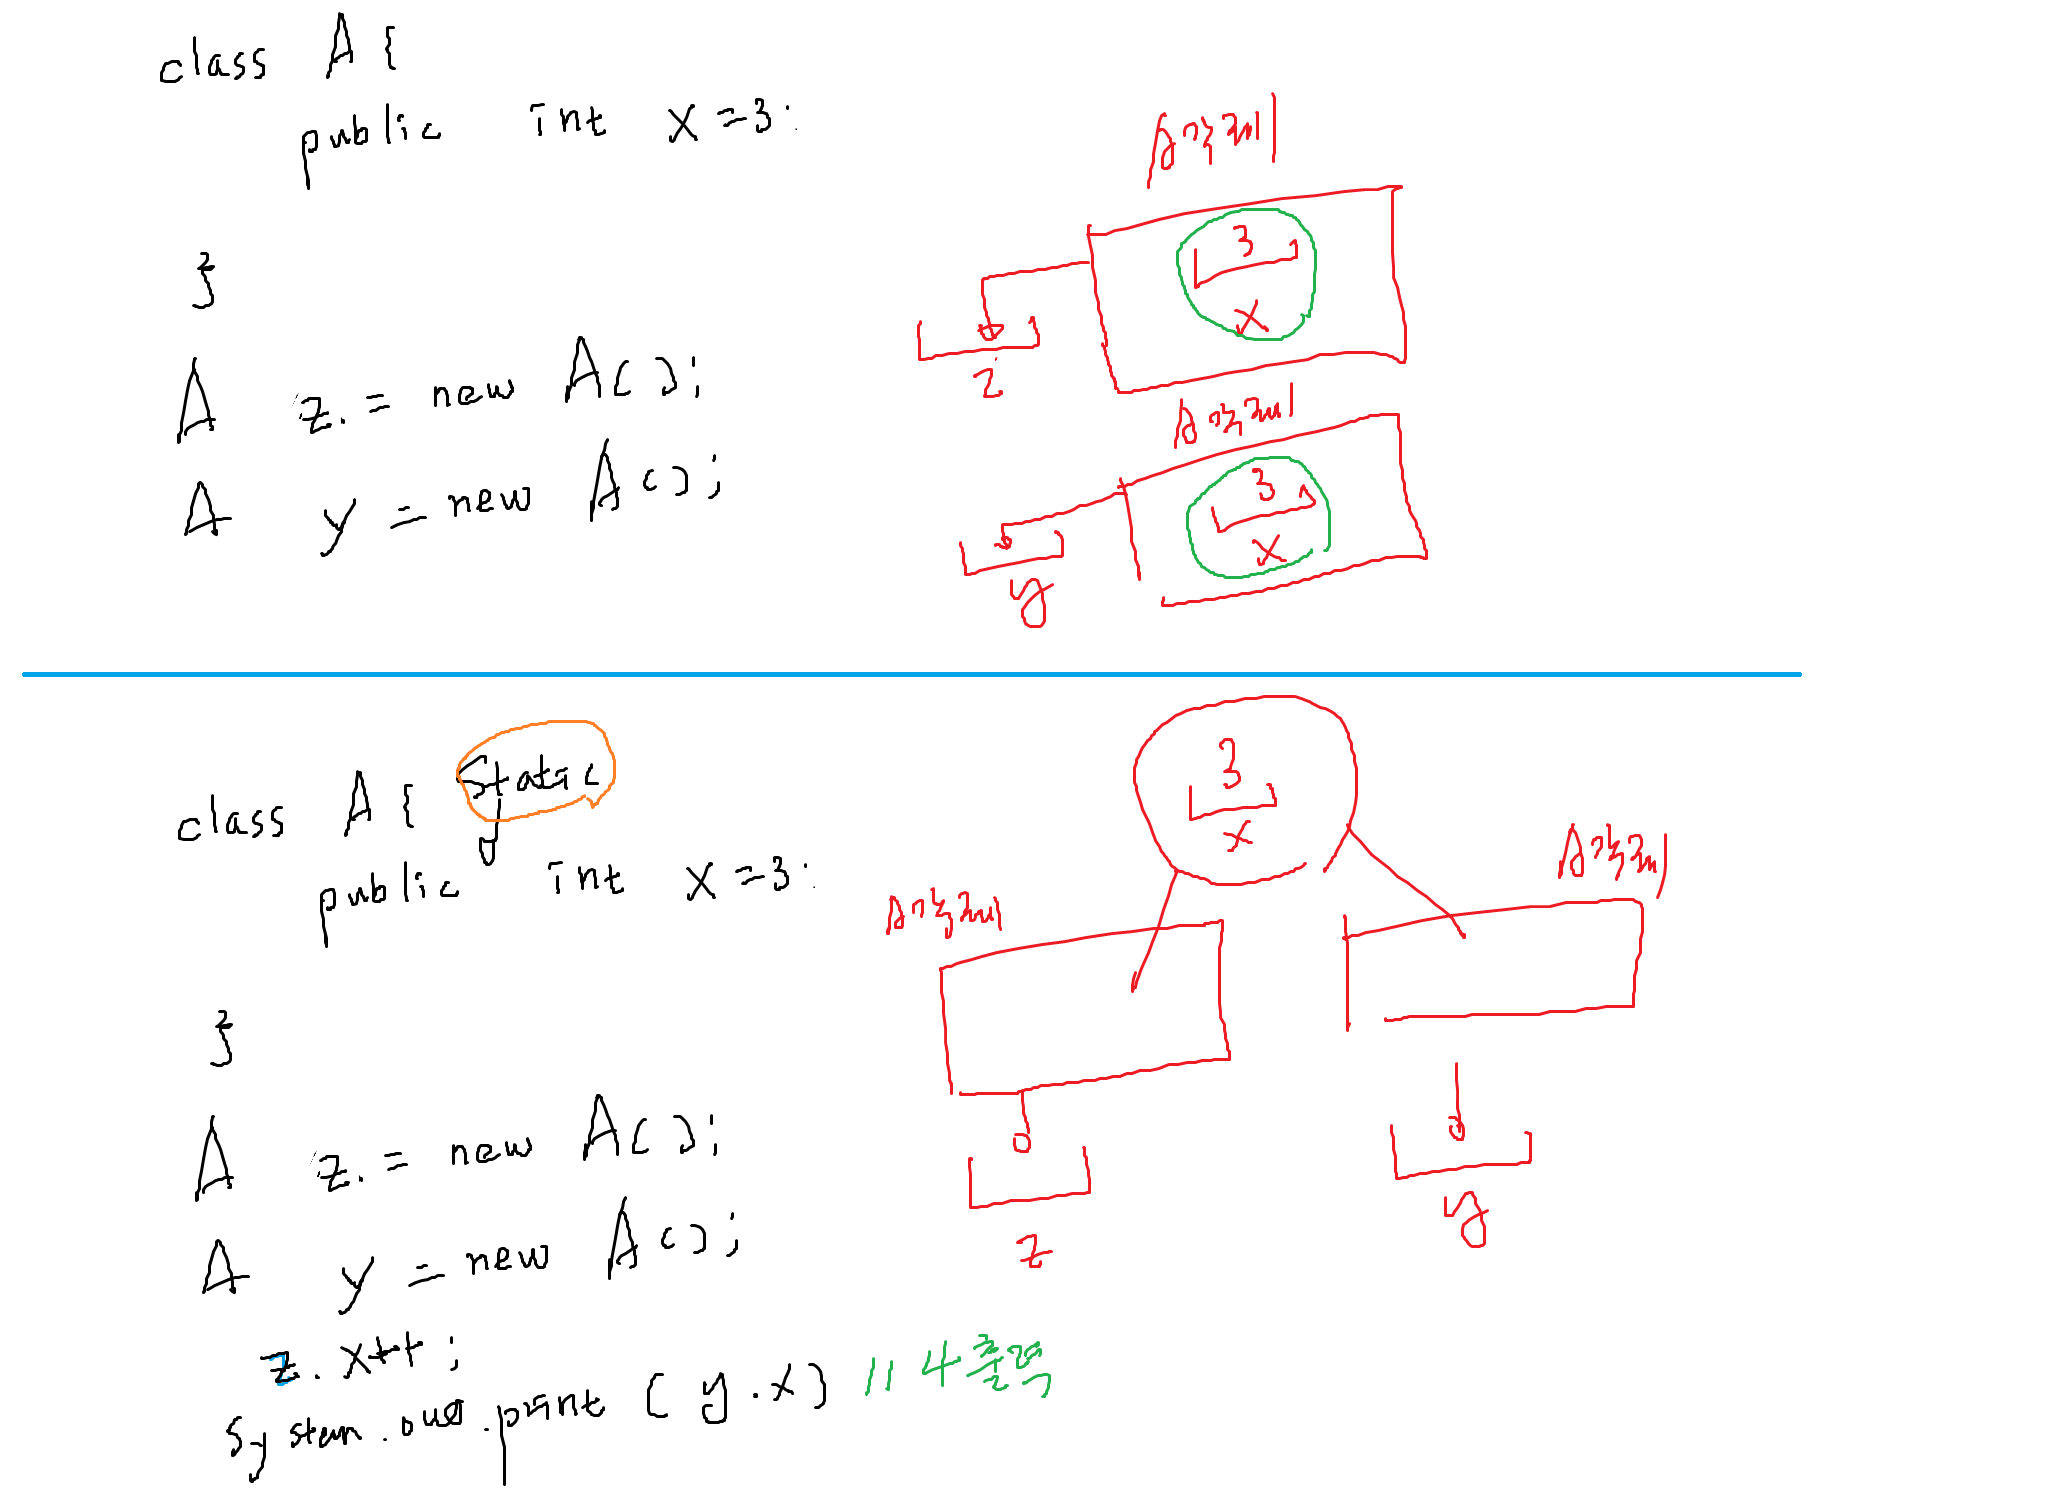 class A {
public int x = 3 :
}
A z. = new A ( ) ;
A y = new A ( ) ;
A객체
3
x
z
A객체
3
x
y
class A { Static
public int x = 3 :
}
A z. = new A ( ) ;
A y = new A ( ) ;
z. x++ ;
System.out.print ( y . x ) // 4 출력
3
x
A객체
A객체
z
y